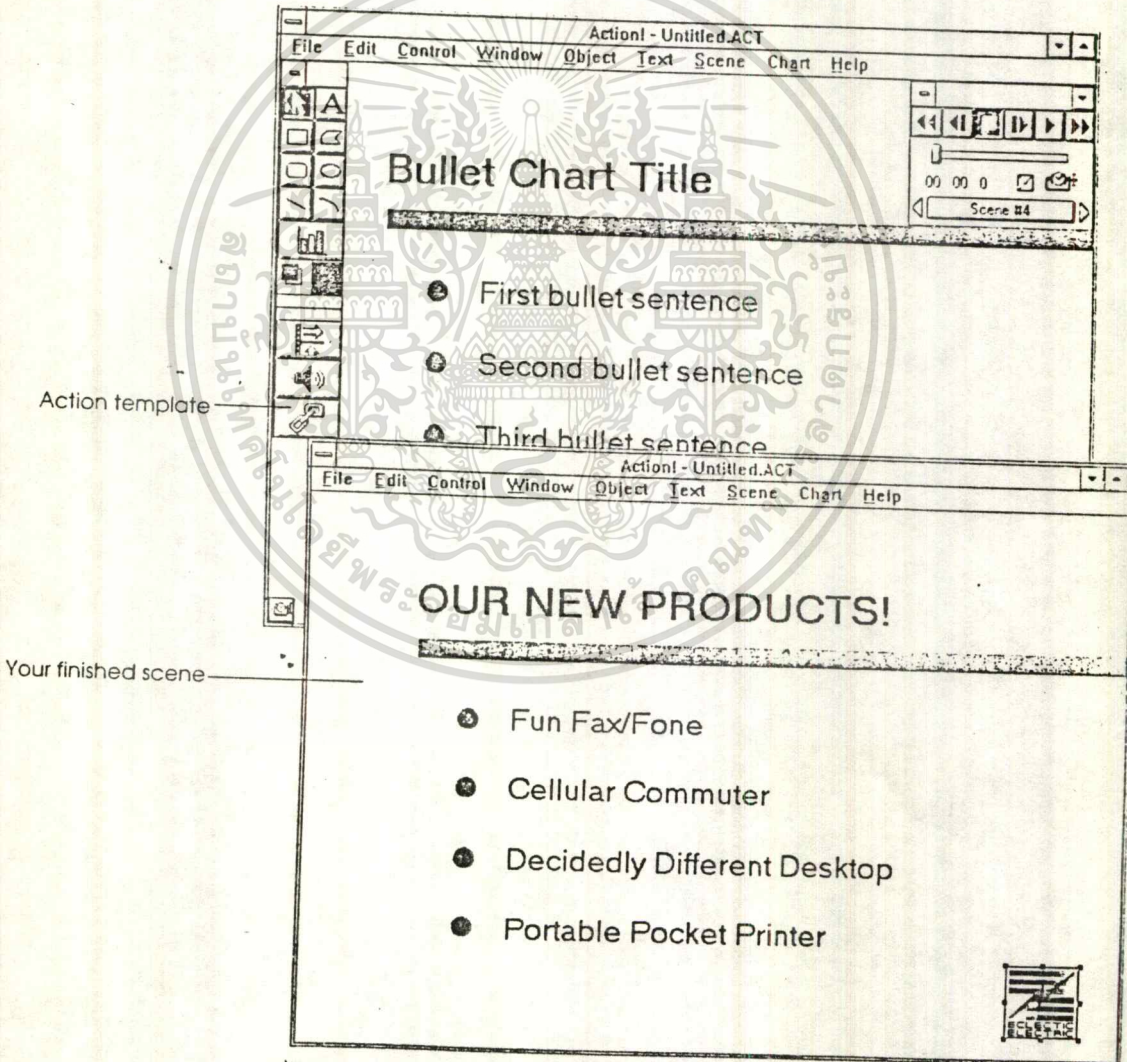 Action! - Untitled.ACT
File Edit Control Window Object Text Scene Chart Help
A
Bullet Chart Title
00 00 0
Scene #4
First bullet sentence
Second bullet sentence
Third bullet sentence
Action template
Action! - Untitled.ACT
File Edit Control Window Object Text Scene Chart Help
OUR NEW PRODUCTS!
Your finished scene
Fun Fax/Fone
Cellular Commuter
Decidedly Different Desktop
Portable Pocket Printer
ECLECTIC
ELECTRIC